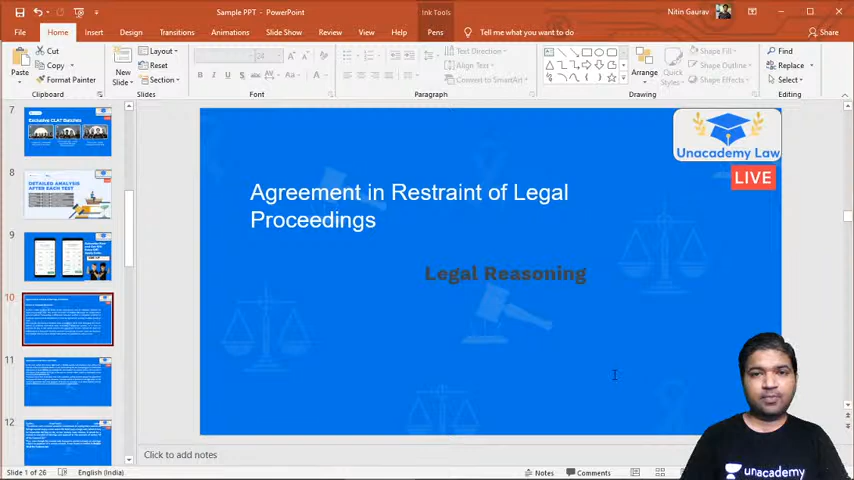 Sample PPT - PowerPoint
Ink Tools
Nitin Gaurav
File Home Insert Design Transitions Animations Slide Show Review View Help Pens Tell me what you want to do Share
Paste
Cut
Copy
Format Painter
Clipboard
New
Slide
Layout
Reset
Section
Slides
24
B I U S
Font
Text Direction
Align Text
Convert to SmartArt
Paragraph
Arrange
Quick
Styles
Shape Fill
Shape Outline
Shape Effects
Drawing
Find
Replace
Select
Editing
7
Exclusive CLAT Batches
8
DETAILED ANALYSIS
AFTER EACH TEST
9
10
11
12
Unacademy Law
LIVE
Agreement in Restraint of Legal
Proceedings
Legal Reasoning
unacademy
Click to add notes
Slide 1 of 26 English (India) Notes Comments